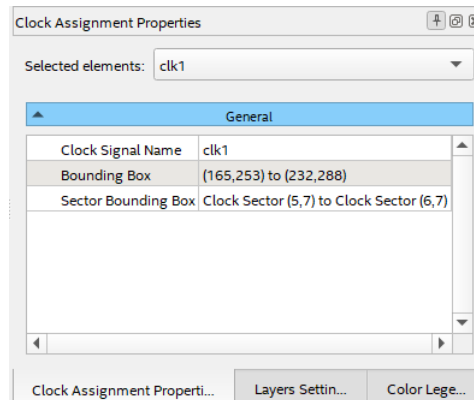 Clock Assignment Properties
Selected elements: clk1
General
Clock Signal Name clk1
Bounding Box (165,253) to (232,288)
Sector Bounding Box Clock Sector (5,7) to Clock Sector (6,7)
Clock Assignment Properti... Layers Settin... Color Lege...